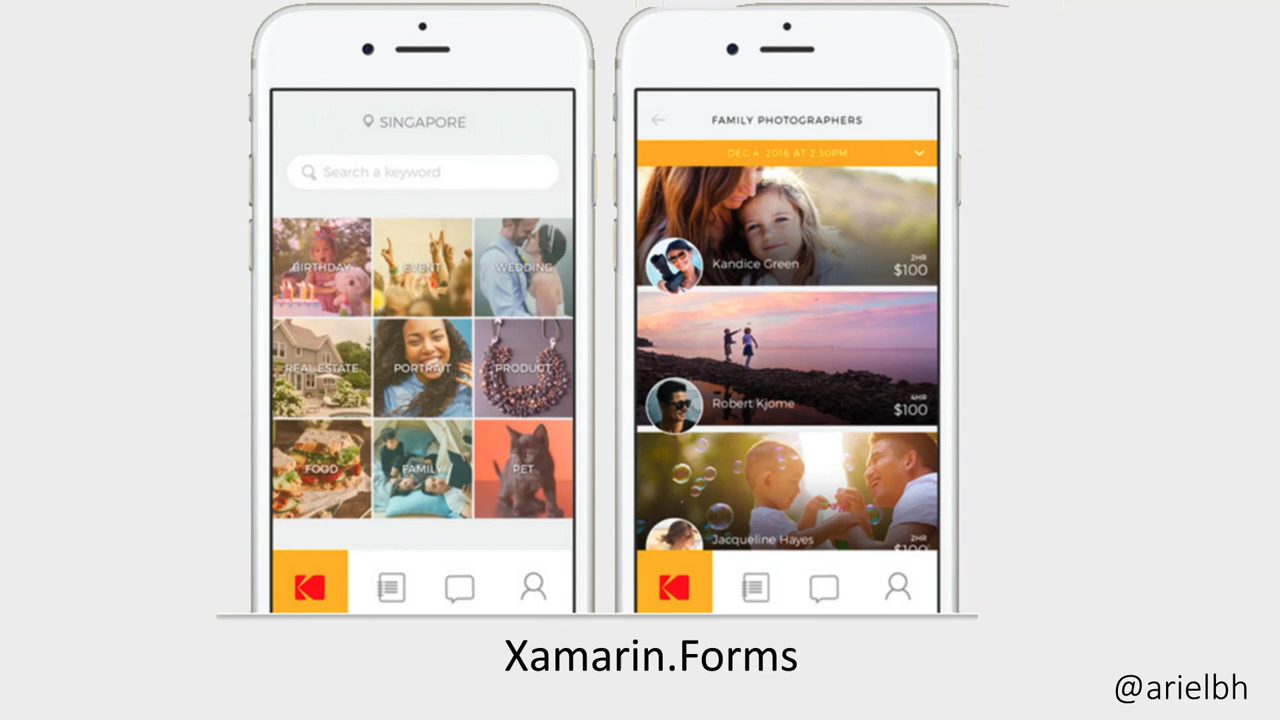 SINGAPORE
Search a keyword
BIRTHDAY
EVENT
WEDDING
REAL ESTATE
PORTRAIT
PRODUCT
FOOD
FAMILY
PET
FAMILY PHOTOGRAPHERS
DEC 4, 2016 AT 2:30PM
Kandice Green
2HR
$100
Robert Kjome
4HR
$100
Jacqueline Hayes
2HR
$100
Xamarin.Forms
@arielbh